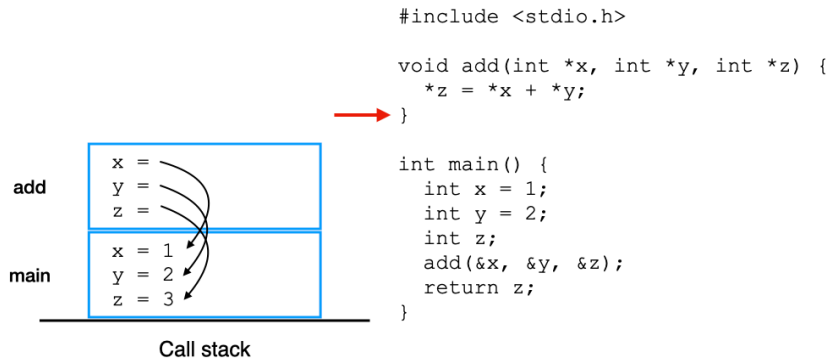 #include <stdio.h>
void add(int *x, int *y, int *z) {
  *z = *x + *y;
}
int main() {
  int x = 1;
  int y = 2;
  int z;
  add(&x, &y, &z);
  return z;
}
add
x =
y =
z =
main
x = 1
y = 2
z = 3
Call stack